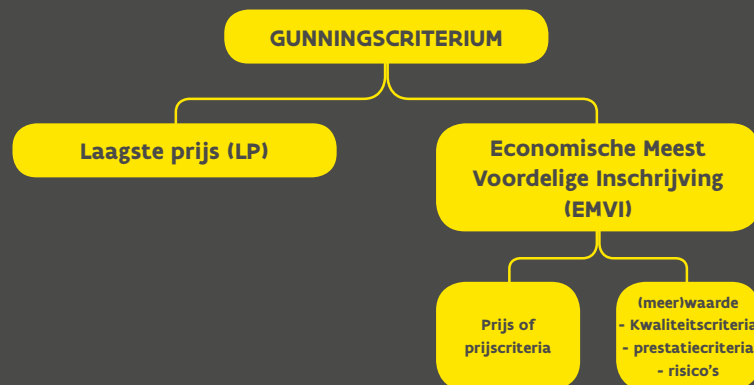 GUNNINGSCRITERIUM
Laagste prijs (LP)
Economische Meest
Voordelige Inschrijving
(EMVI)
Prijs of
prijscriteria
(meer)waarde
- Kwaliteitscriteria
- prestatiecriteria
- risico's